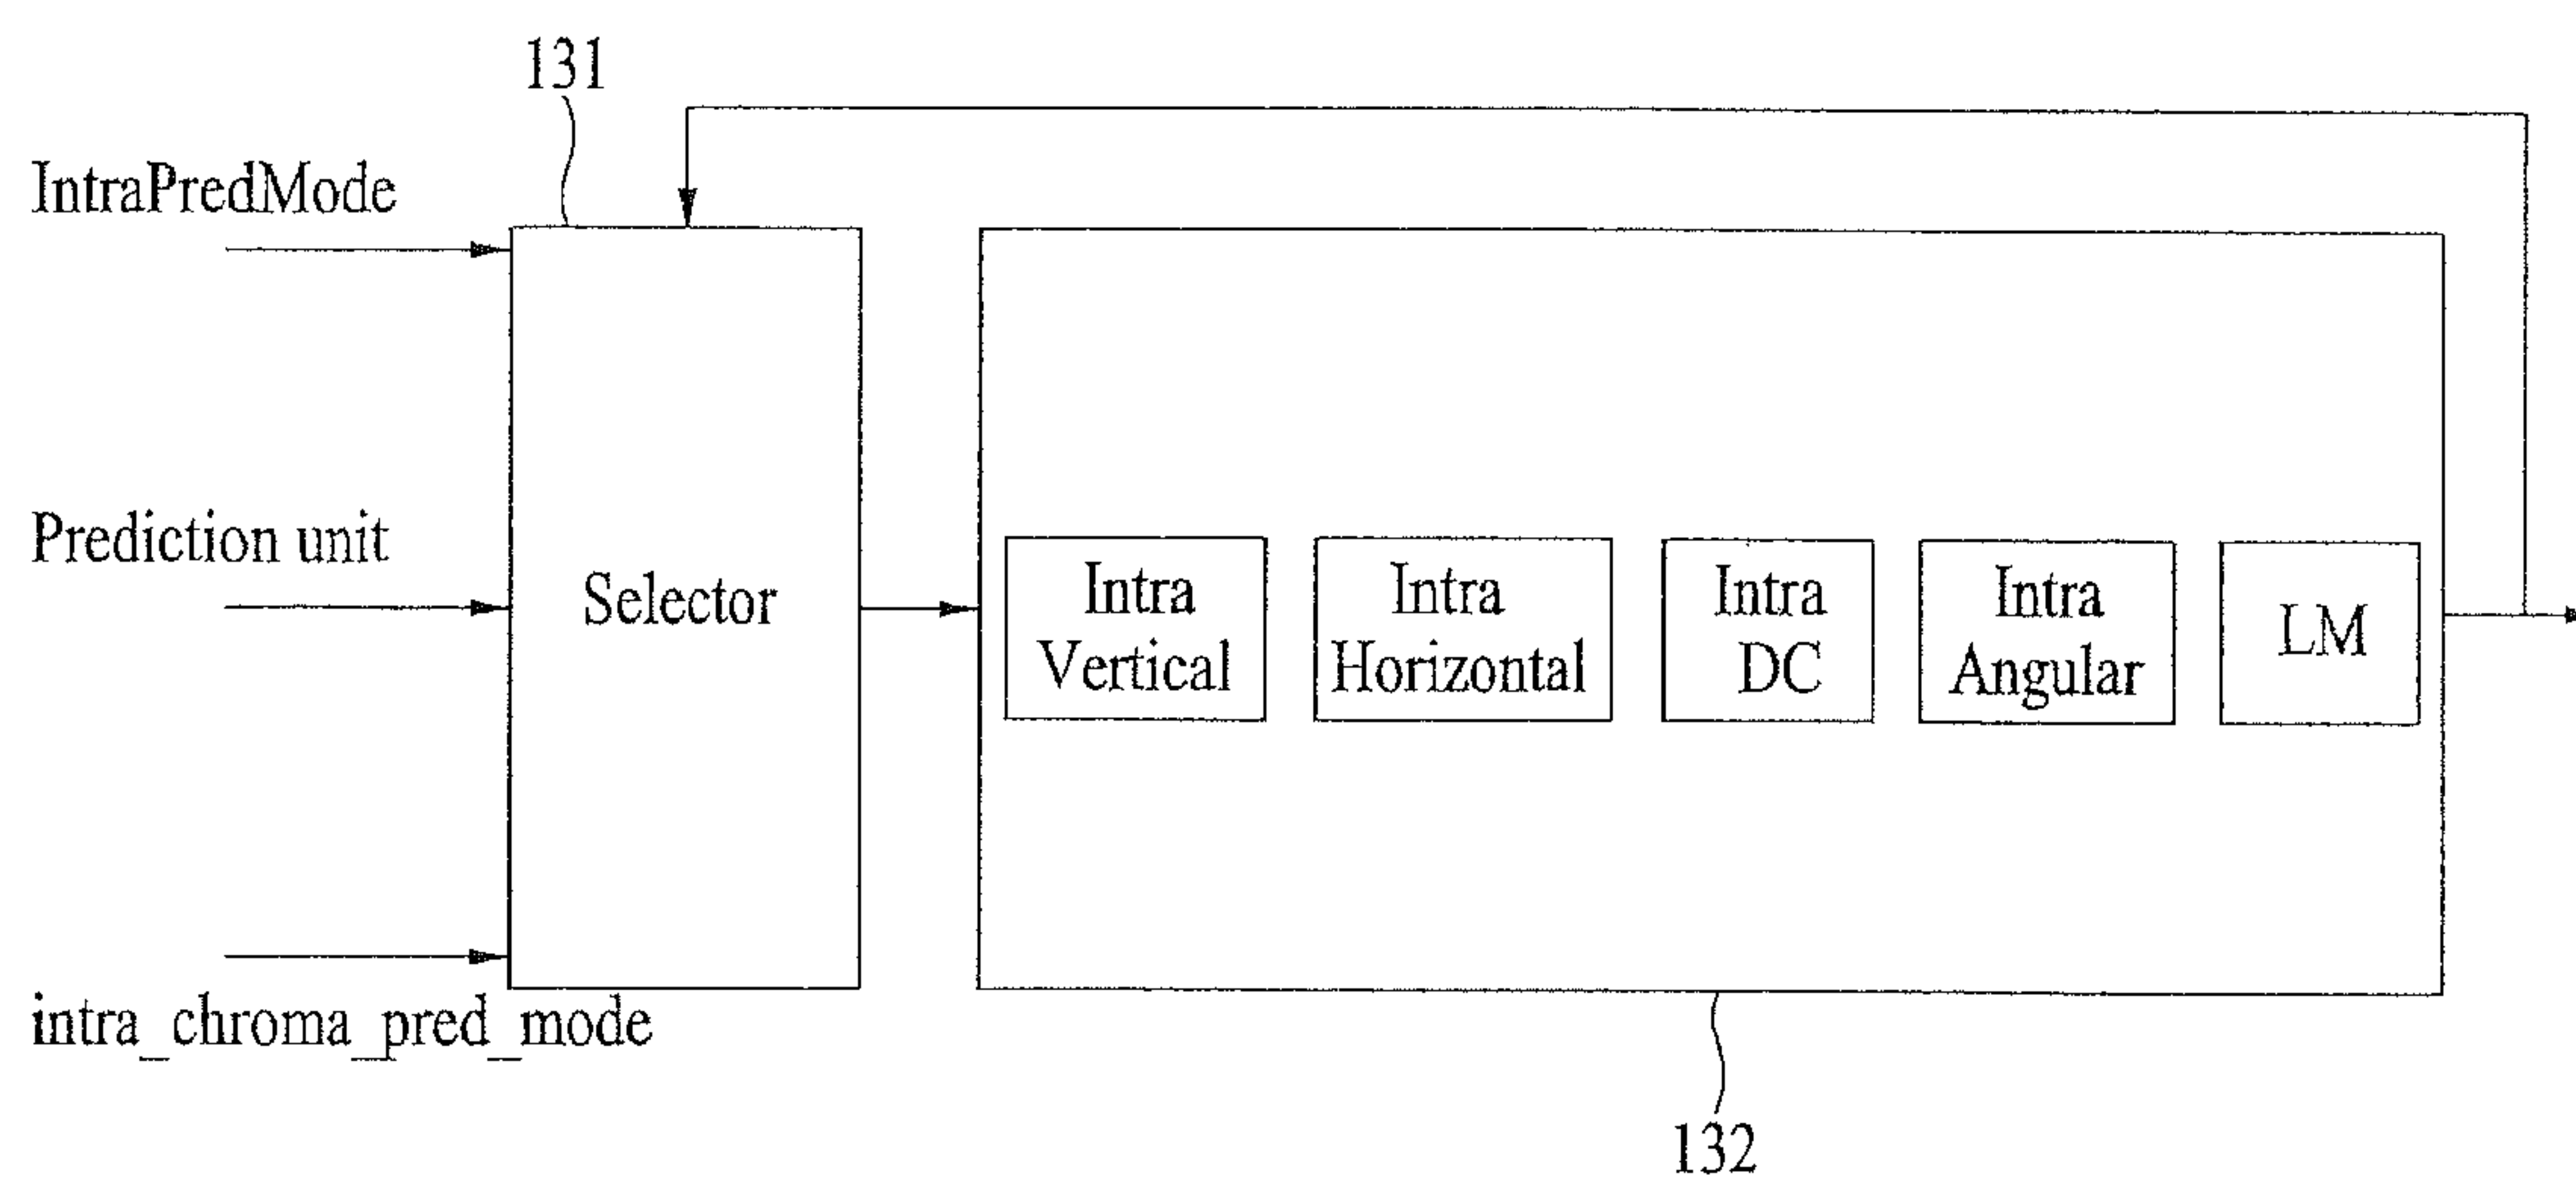 131
IntraPredMode
Prediction unit
Selector
Intra
Vertical
Intra
Horizontal
Intra
DC
Intra
Angular
LM
intra_chroma_pred_mode
132